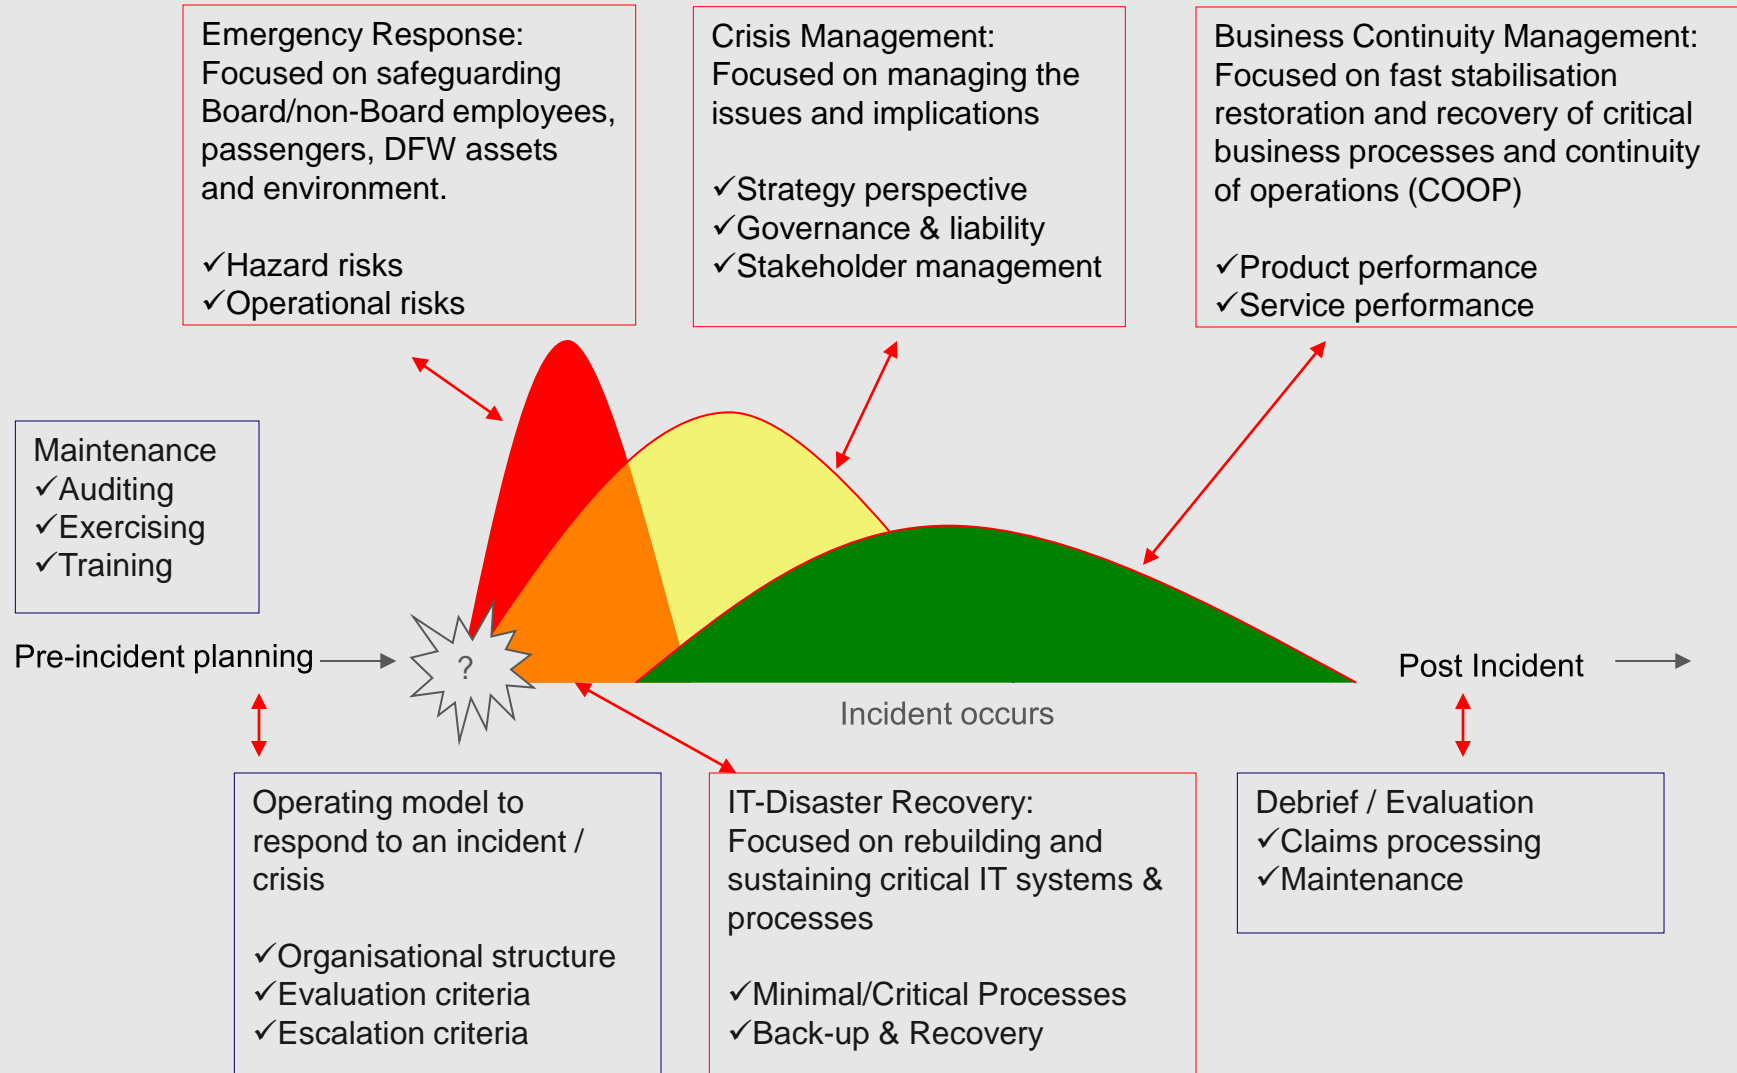 Emergency Response:
Focused on safeguarding
Board/non-Board employees,
passengers, DFW assets
and environment.
✓Hazard risks
✓Operational risks
Crisis Management:
Focused on managing the
issues and implications
✓Strategy perspective
✓Governance & liability
✓Stakeholder management
Business Continuity Management:
Focused on fast stabilisation
restoration and recovery of critical
business processes and continuity
of operations (COOP)
✓Product performance
✓Service performance
Maintenance
✓Auditing
✓Exercising
✓Training
Pre-incident planning
?
Incident occurs
Post Incident
Operating model to
respond to an incident /
crisis
✓Organisational structure
✓Evaluation criteria
✓Escalation criteria
IT-Disaster Recovery:
Focused on rebuilding and
sustaining critical IT systems &
processes
✓Minimal/Critical Processes
✓Back-up & Recovery
Debrief / Evaluation
✓Claims processing
✓Maintenance